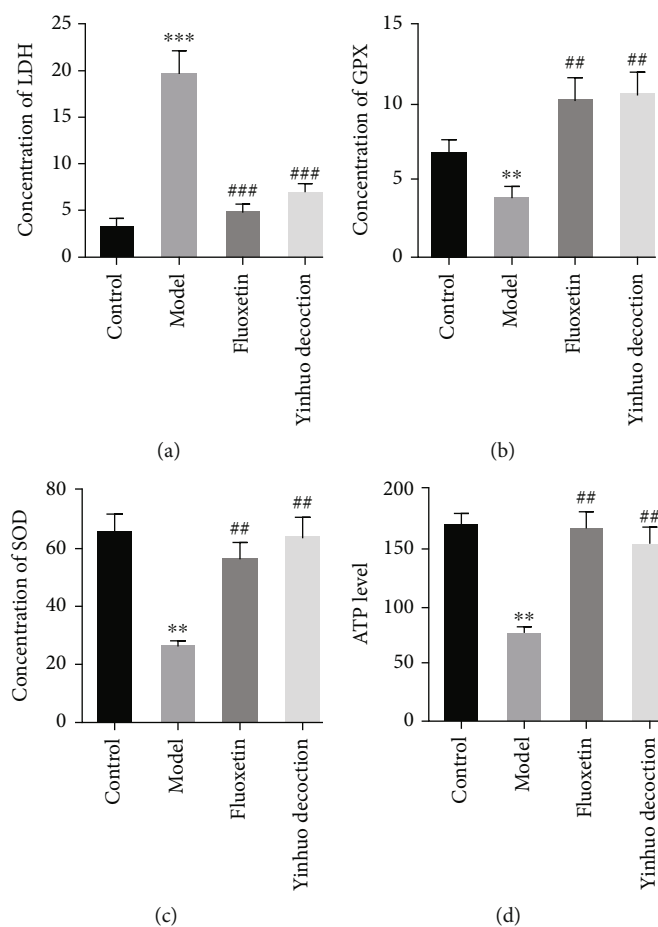 25
20
15
10
5
0
Concentration of LDH
***
###
###
Control
Model
Fluoxetin
Yinhuo decoction
(a)
15
10
5
0
Concentration of GPX
**
##
##
Control
Model
Fluoxetin
Yinhuo decoction
(b)
80
60
40
20
0
Concentration of SOD
**
##
##
Control
Model
Fluoxetin
Yinhuo decoction
(c)
200
150
100
50
0
ATP level
**
##
##
Control
Model
Fluoxetin
Yinhuo decoction
(d)